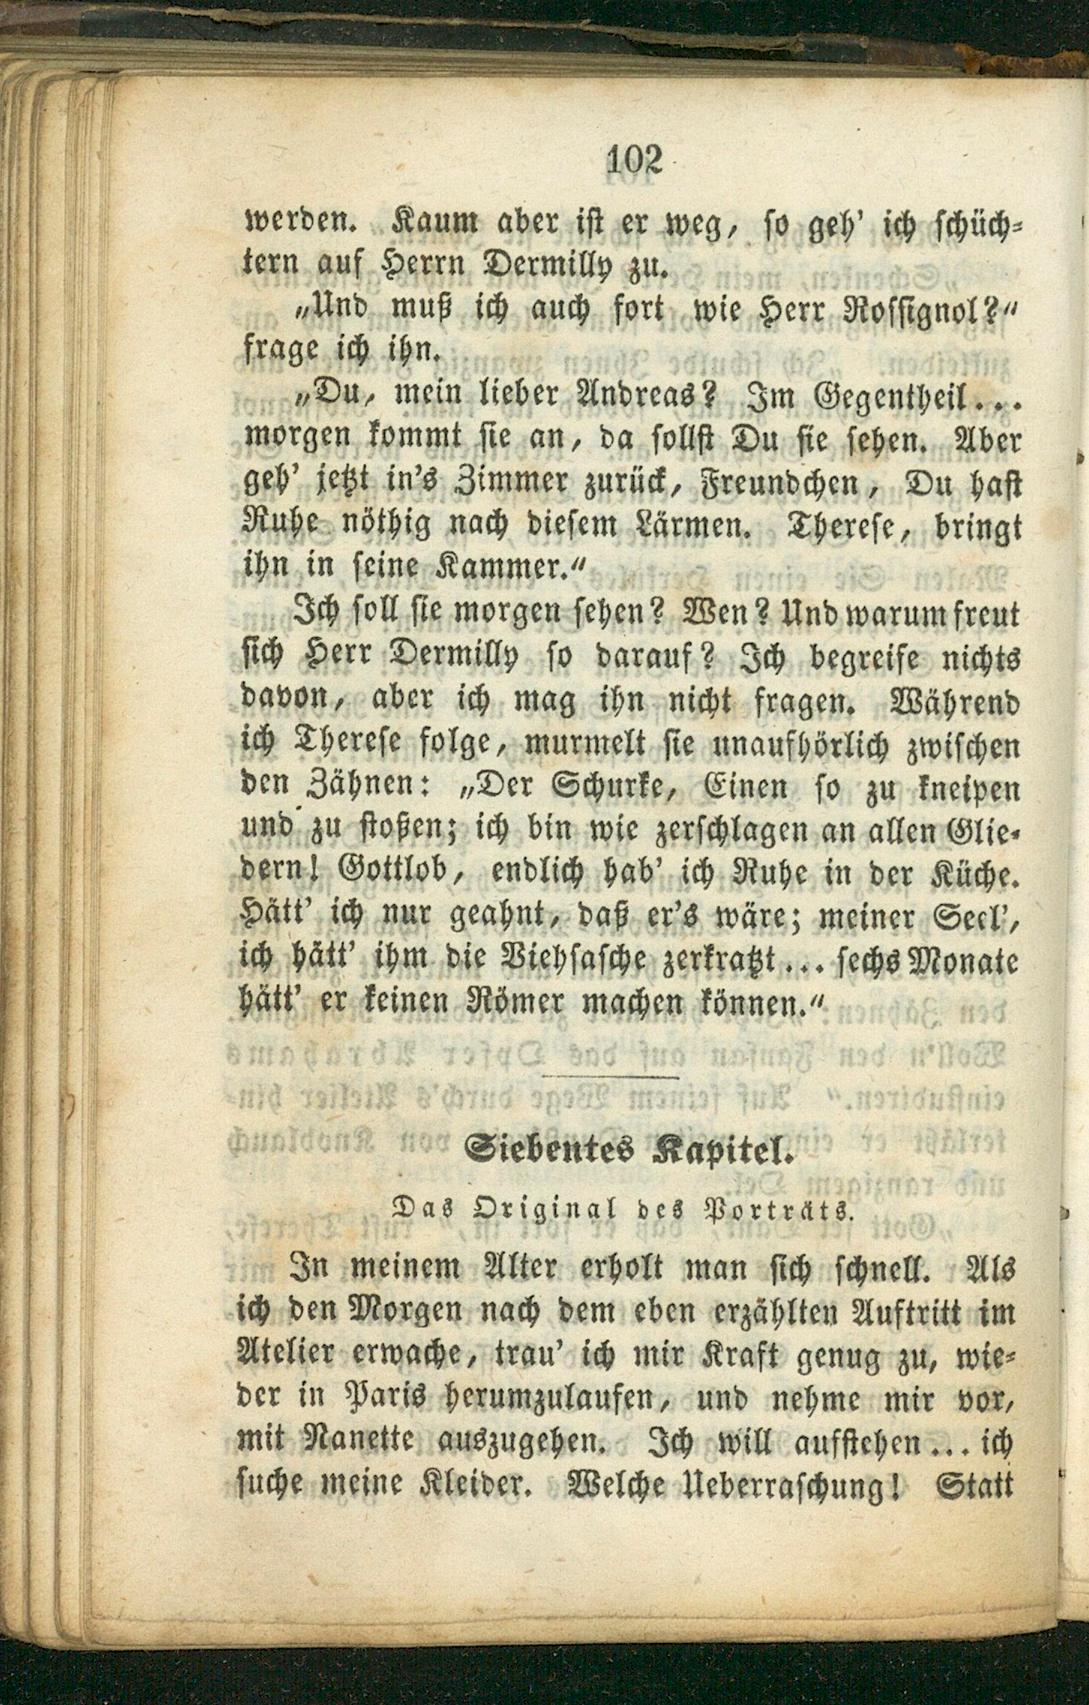 102
werden. Kaum aber ist er weg, so geh' ich schüch-
tern auf Herrn Dermilly zu.
„Und muß ich auch fort wie Herr Rossignol?“
frage ich ihn.
„Du, mein lieber Andreas? Im Gegentheil...
morgen kommt sie an, da sollst Du sie sehen. Aber
geh' jetzt in's Zimmer zurück, Freundchen, Du hast
Ruhe nöthig nach diesem Lärmen. Therese, bringt
ihn in seine Kammer.“
Ich soll sie morgen sehen? Wen? Und warum freut
sich Herr Dermilly so darauf? Ich begreife nichts
davon, aber ich mag ihn nicht fragen. Während
ich Therese folge, murmelt sie unaufhörlich zwischen
den Zähnen: „Der Schurke, Einen so zu kneipen
und zu stoßen; ich bin wie zerschlagen an allen Glie-
dern! Gottlob, endlich hab' ich Ruhe in der Küche.
Hätt' ich nur geahnt, daß er's wäre; meiner Seel',
ich hätt' ihm die Viehfasche zerkratzt... sechs Monate
hätt' er keinen Römer machen können.“
Siebentes Kapitel.
Das Original des Porträts.
In meinem Alter erholt man sich schnell. Als
ich den Morgen nach dem eben erzählten Auftritt im
Atelier erwache, trau' ich mir Kraft genug zu, wie-
der in Paris herumzulaufen, und nehme mir vor,
mit Nanette auszugehen. Ich will aufstehen... ich
suche meine Kleider. Welche Ueberraschung! Statt